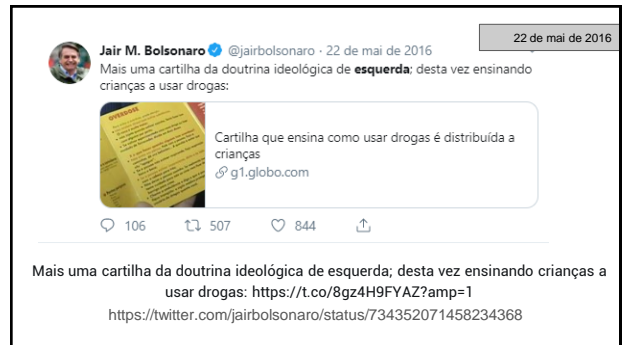 22 de mai de 2016
Jair M. Bolsonaro @jairbolsonaro · 22 de mai de 2016
Mais uma cartilha da doutrina ideológica de esquerda; desta vez ensinando
crianças a usar drogas:
OVERDOSE
Cartilha que ensina como usar drogas é distribuída a
crianças
g1.globo.com
106 507 844
Mais uma cartilha da doutrina ideológica de esquerda; desta vez ensinando crianças a
usar drogas: https://t.co/8gz4H9FYAZ?amp=1
https://twitter.com/jairbolsonaro/status/734352071458234368